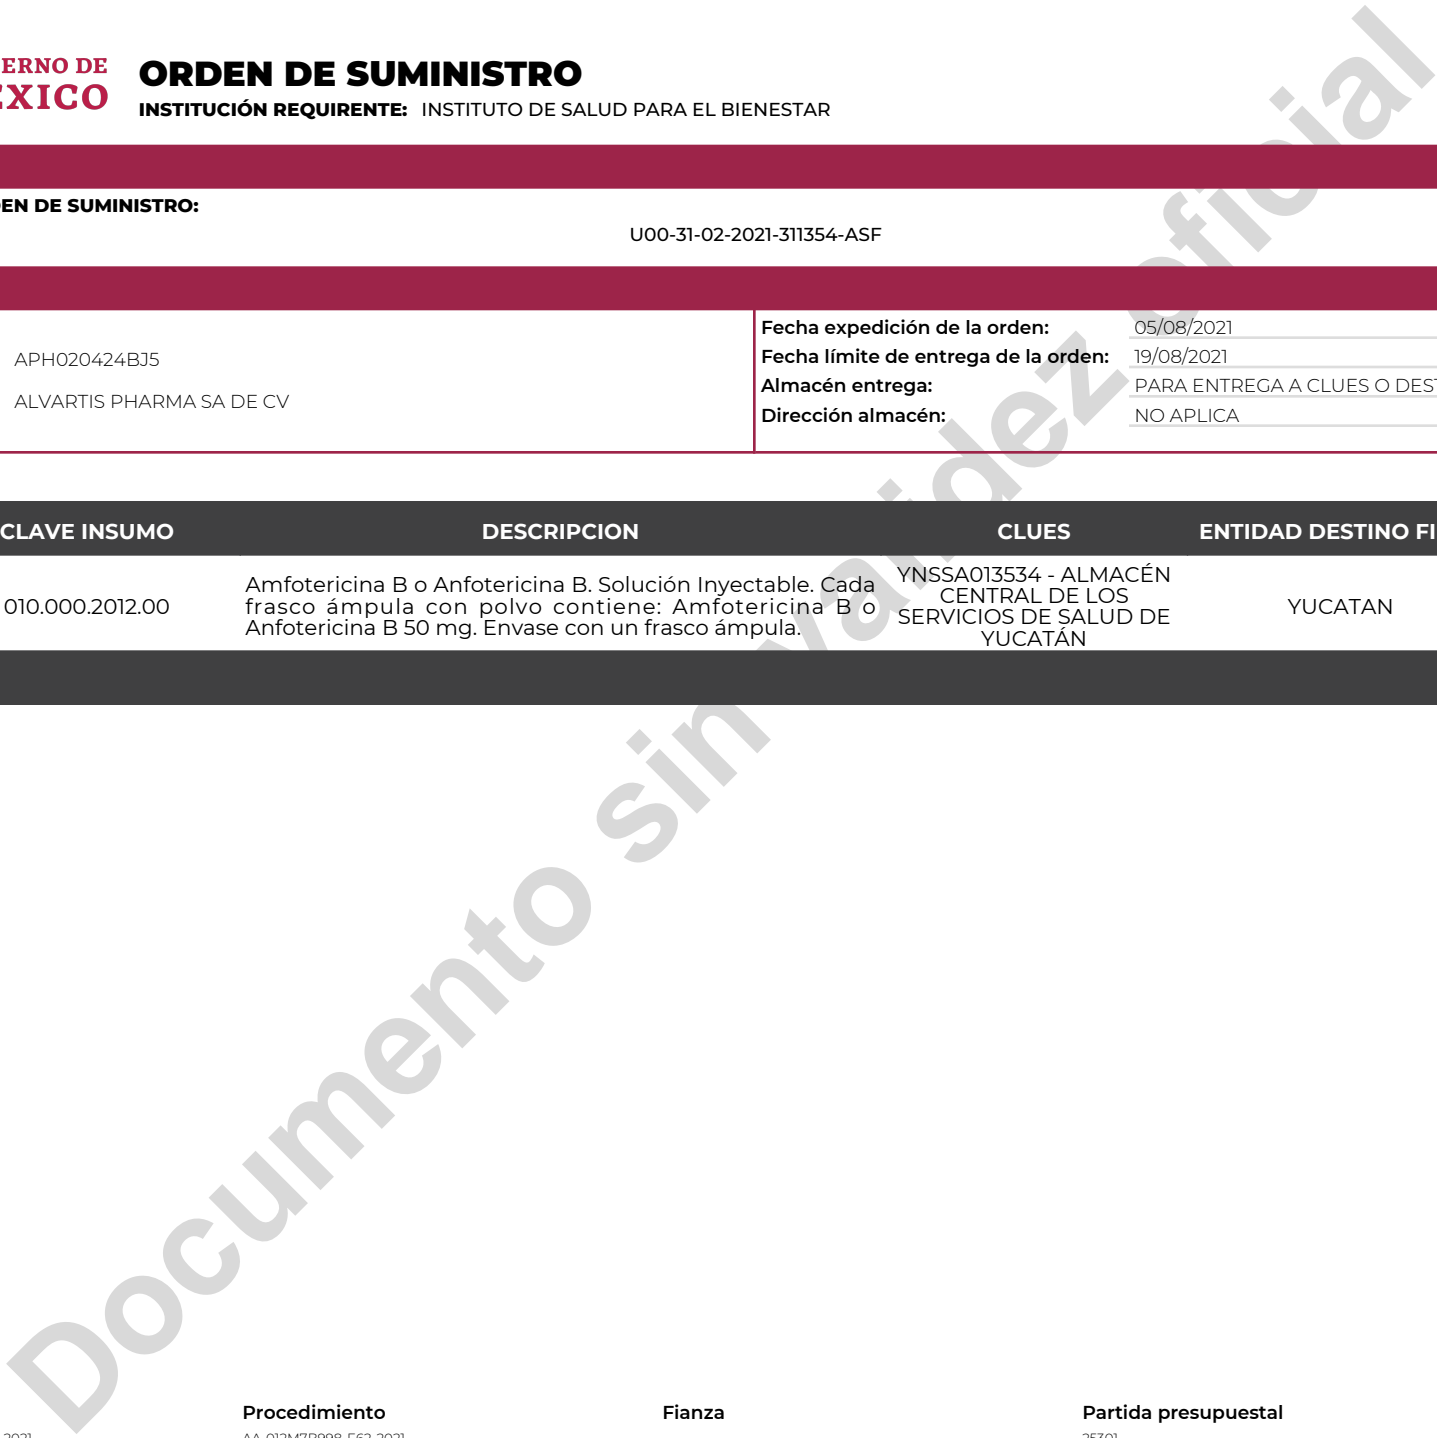 ERNO DE
EXICO
ORDEN DE SUMINISTRO
INSTITUCIÓN REQUIRENTE: INSTITUTO DE SALUD PARA EL BIENESTAR
EN DE SUMINISTRO:
U00-31-02-2021-311354-ASF
APH020424BJ5
ALVARTIS PHARMA SA DE CV
Fecha expedición de la orden: 05/08/2021
Fecha límite de entrega de la orden: 19/08/2021
Almacén entrega: PARA ENTREGA A CLUES O DEST
Dirección almacén: NO APLICA
CLAVE INSUMO DESCRIPCION CLUES ENTIDAD DESTINO FI
010.000.2012.00
Amfotericina B o Anfotericina B. Solución Inyectable. Cada
frasco ámpula con polvo contiene: Amfotericina B o
Anfotericina B 50 mg. Envase con un frasco ámpula.
YNSSA013534 - ALMACÉN
CENTRAL DE LOS
SERVICIOS DE SALUD DE
YUCATÁN
YUCATAN
Documento sin validez oficial
Procedimiento Fianza Partida presupuestal